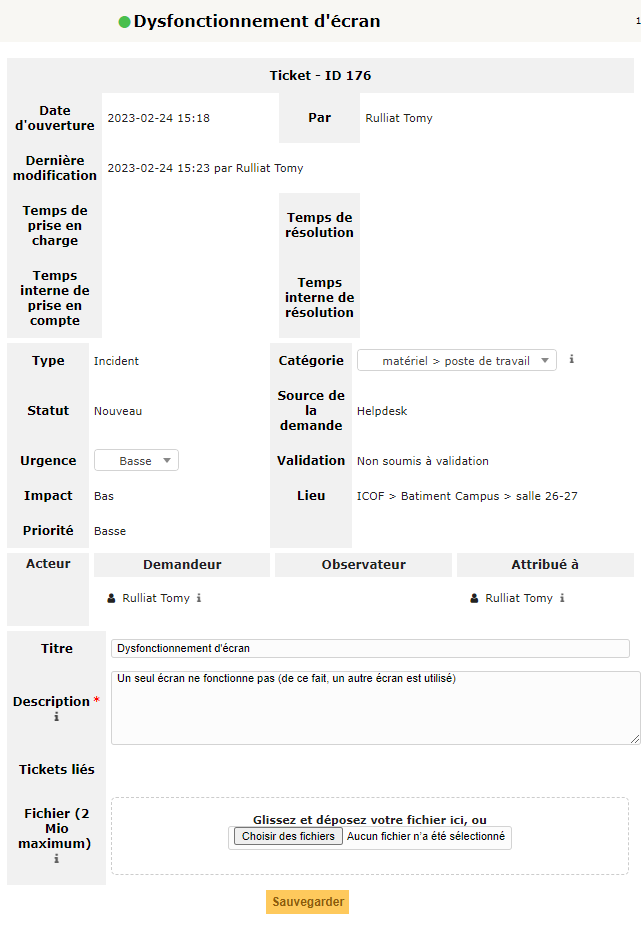 Dysfonctionnement d'écran
1
Ticket - ID 176
Date d'ouverture
2023-02-24 15:18
Par
Rulliat Tomy
Dernière modification
2023-02-24 15:23 par Rulliat Tomy
Temps de prise en charge
Temps de résolution
Temps interne de prise en compte
Temps interne de résolution
Type
Incident
Catégorie
matériel > poste de travail
Statut
Nouveau
Source de la demande
Helpdesk
Urgence
Basse
Validation
Non soumis à validation
Impact
Bas
Lieu
ICOF > Batiment Campus > salle 26-27
Priorité
Basse
Acteur
Demandeur
Observateur
Attribué à
Rulliat Tomy
Rulliat Tomy
Titre
Dysfonctionnement d'écran
Description *
Un seul écran ne fonctionne pas (de ce fait, un autre écran est utilisé)
Tickets liés
Fichier (2 Mio maximum)
Glissez et déposez votre fichier ici, ou
Choisir des fichiers
Aucun fichier n'a été sélectionné
Sauvegarder